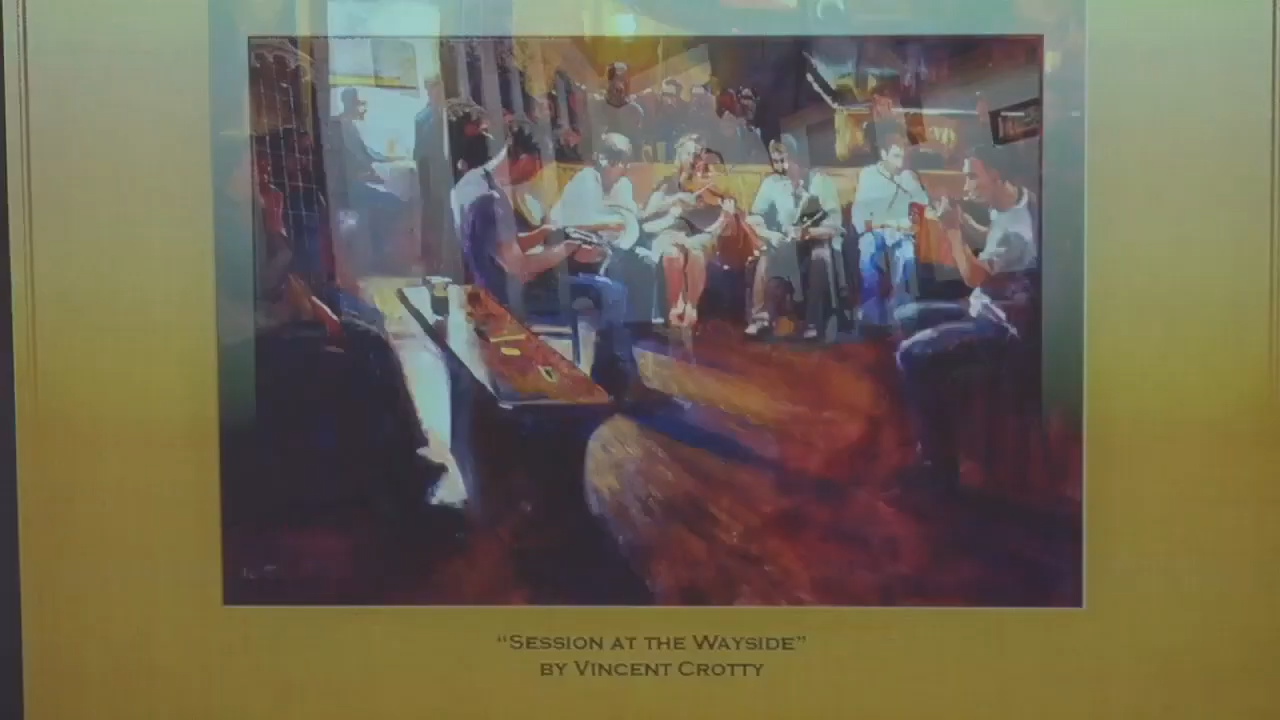 “SESSION AT THE WAYSIDE”
BY VINCENT CROTTY